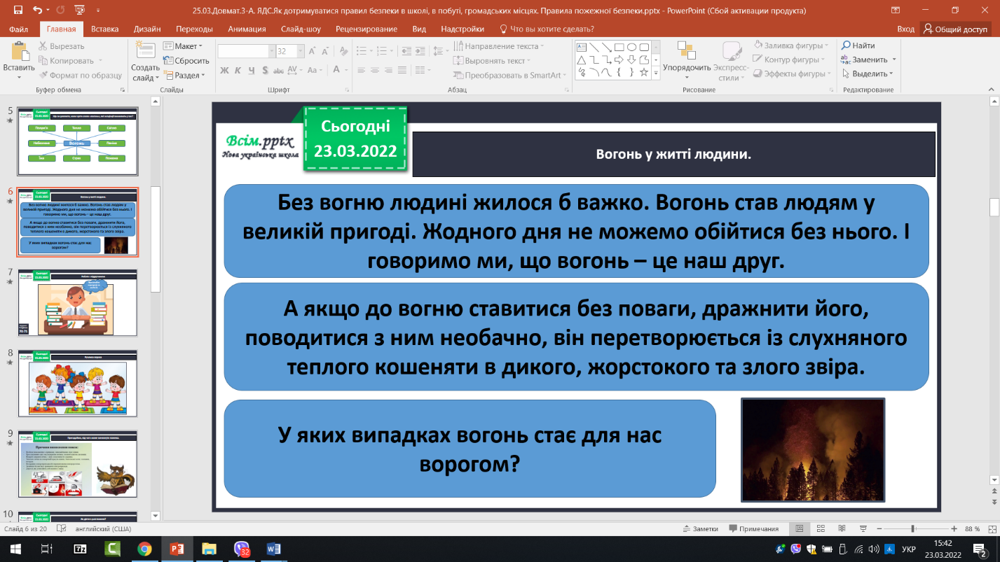 25.03.Довмат.3-А. ЯДС.Як дотримуватися правил безпеки в школі, в побуті, громадських місцях. Правила пожежної безпеки.pptx - PowerPoint (Сбой активации продукта)
Файл Главная Вставка Дизайн Переходы Анимация Слайд-шоу Рецензирование Вид Надстройки Что вы хотите сделать? Вход Общий доступ
Вставить
Вырезать
Копировать
Формат по образцу
Буфер обмена
Создать слайд
Макет
Сбросить
Раздел
Слайды
32
Ж К Ч S abc AV Aa A
Шрифт
Направление текста
Выровнять текст
Преобразовать в SmartArt
Абзац
Упорядочить
Экспресс-стили
Заливка фигуры
Контур фигуры
Эффекты фигуры
Рисование
Найти
Заменить
Выделить
Редактирование
5
Вогонь
6
7
8
9
10
Сьогодні
23.03.2022
Всім.pptx
Нова українська школа
Вогонь у житті людини.
Без вогню людині жилося б важко. Вогонь став людям у
великій пригоді. Жодного дня не можемо обійтися без нього. І
говоримо ми, що вогонь – це наш друг.
А якщо до вогню ставитися без поваги, дражнити його,
поводитися з ним необачно, він перетворюється із слухняного
теплого кошеняти в дикого, жорстокого та злого звіра.
У яких випадках вогонь стає для нас
ворогом?
Слайд 6 из 20 английский (США) Заметки Примечания 88 %
32
УКР
15:42
23.03.2022
2